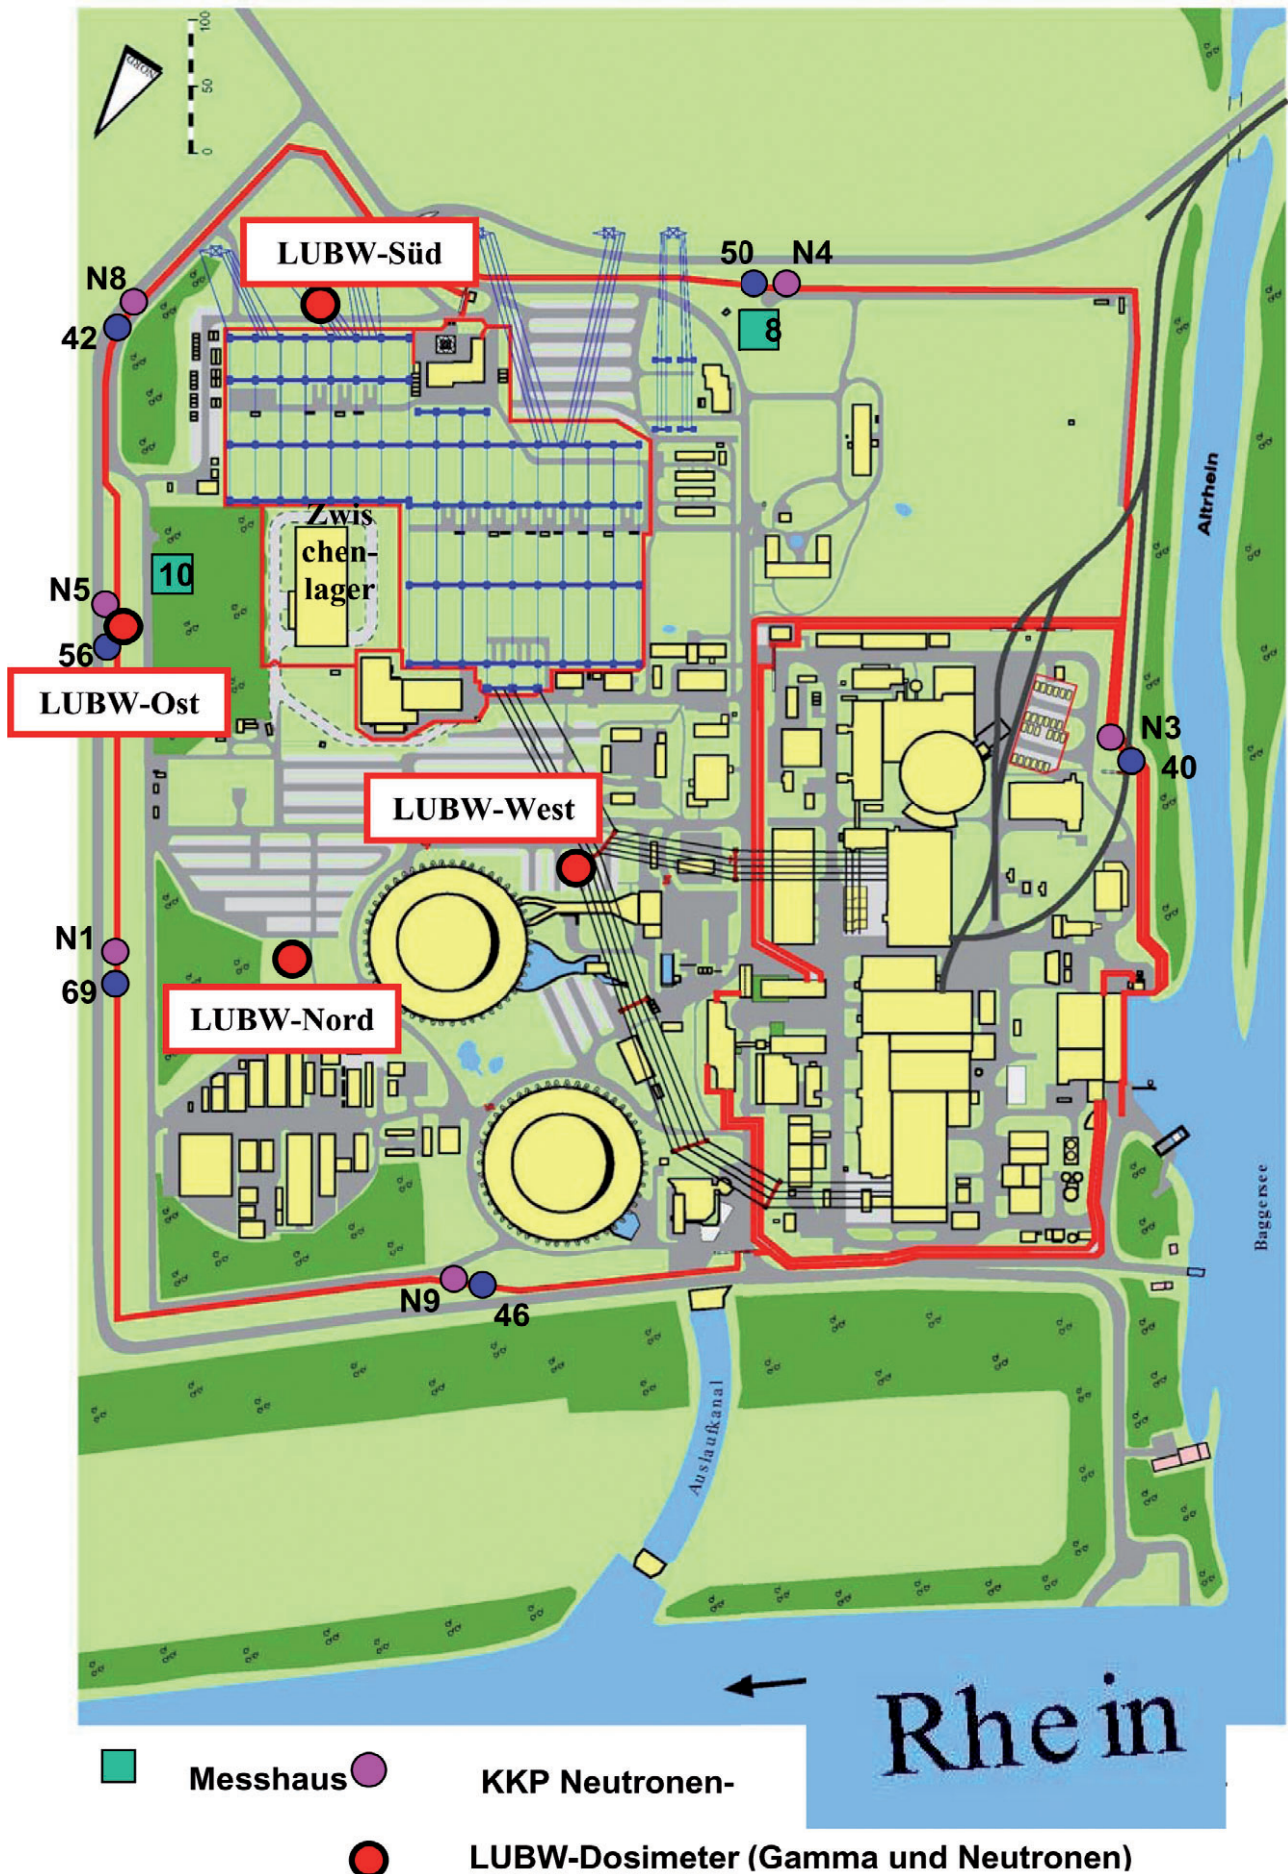 100
50
0
NORD
LUBW-Süd
50
N4
N8
42
8
Altrhein
Zwis
chen-
lager
10
N5
56
LUBW-Ost
N3
40
LUBW-West
N1
69
LUBW-Nord
Baggersee
N9
46
Auslaufkanal
Rhein
Messhaus
KKP Neutronen-
LUBW-Dosimeter (Gamma und Neutronen)